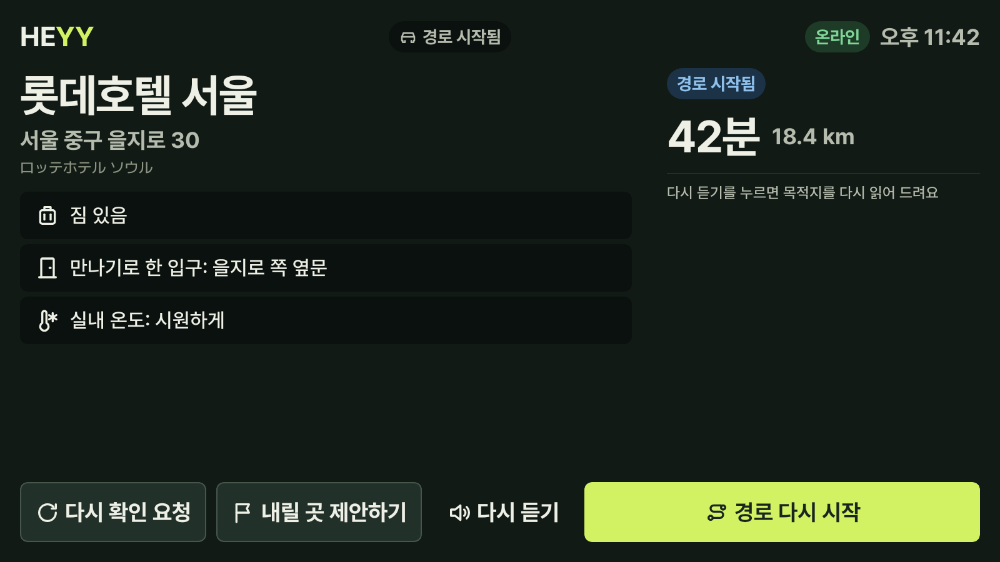 HEYY
경로 시작됨
온라인 오후 11:42
롯데호텔 서울
서울 중구 을지로 30
ロッテホテル ソウル
짐 있음
만나기로 한 입구: 을지로 쪽 옆문
실내 온도: 시원하게
경로 시작됨
42분 18.4 km
다시 듣기를 누르면 목적지를 다시 읽어 드려요
다시 확인 요청
내릴 곳 제안하기
다시 듣기
경로 다시 시작